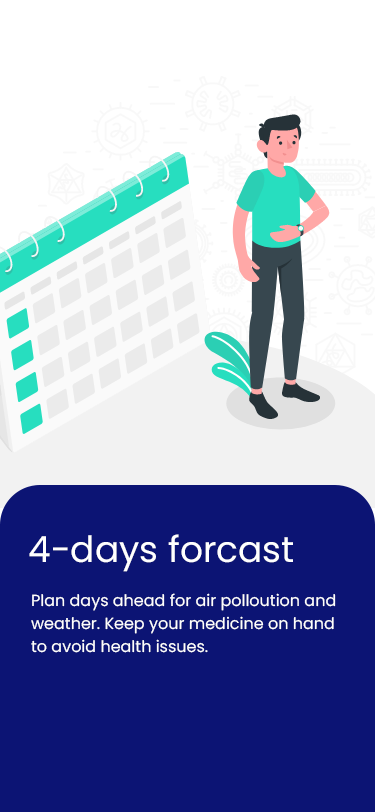 4-days forcast
Plan days ahead for air polloution and
weather. Keep your medicine on hand
to avoid health issues.